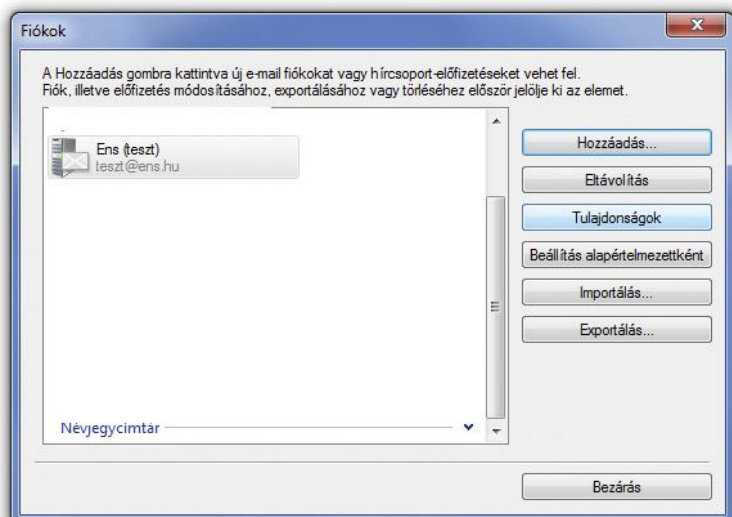 Fiókok
A Hozzáadás gombra kattintva új e-mail fiókokat vagy hírcsoport-előfizetéseket vehet fel.
Fiók, illetve előfizetés módosításához, exportálásához vagy törléséhez először jelölje ki az elemet.
Ens (teszt)
teszt@ens.hu
Névjegycímtár
Hozzáadás...
Eltávolítás
Tulajdonságok
Beállítás alapértelmezettként
Importálás...
Exportálás...
Bezárás